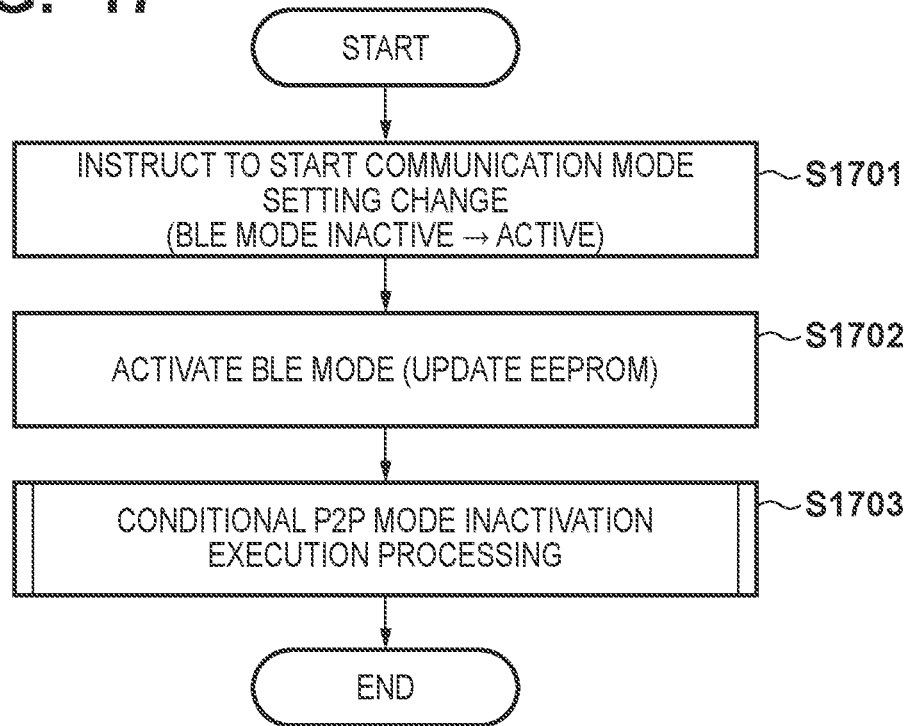 START
INSTRUCT TO START COMMUNICATION MODE
SETTING CHANGE
(BLE MODE INACTIVE → ACTIVE)
S1701
ACTIVATE BLE MODE (UPDATE EEPROM)
S1702
CONDITIONAL P2P MODE INACTIVATION
EXECUTION PROCESSING
S1703
END